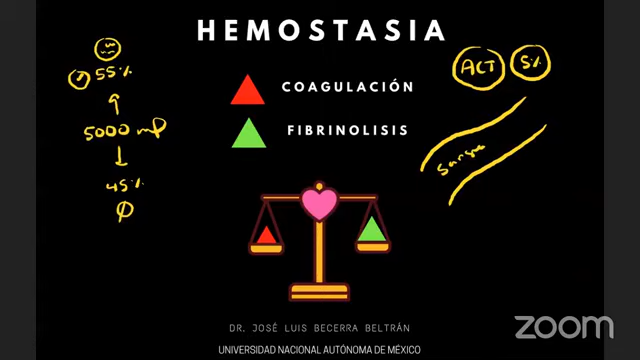 HEMOSTASIA
COAGULACIÓN
FIBRINOLISIS
55%
5000 ml
45%
ACT
5%
Sangre
DR. JOSÉ LUIS BECERRA BELTRÁN
UNIVERSIDAD NACIONAL AUTÓNOMA DE MÉXICO
zoom